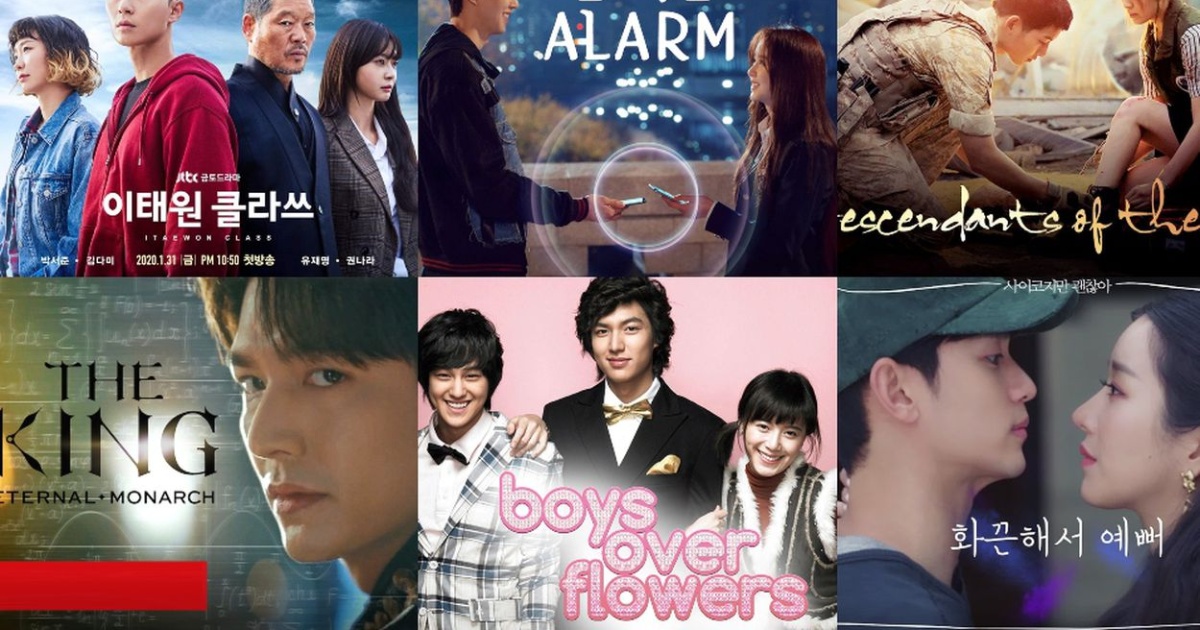 jtbc 금토드라마
이태원 클라쓰
ITAEWON CLASS
박서준 · 김다미 2020.1.31 |금| PM 10:50 첫방송 유재명 · 권나라
ALARM
escendants of the
THE
KING
ETERNAL • MONARCH
boys
over
flowers
사이코지만 괜찮아
화끈해서 예뻐